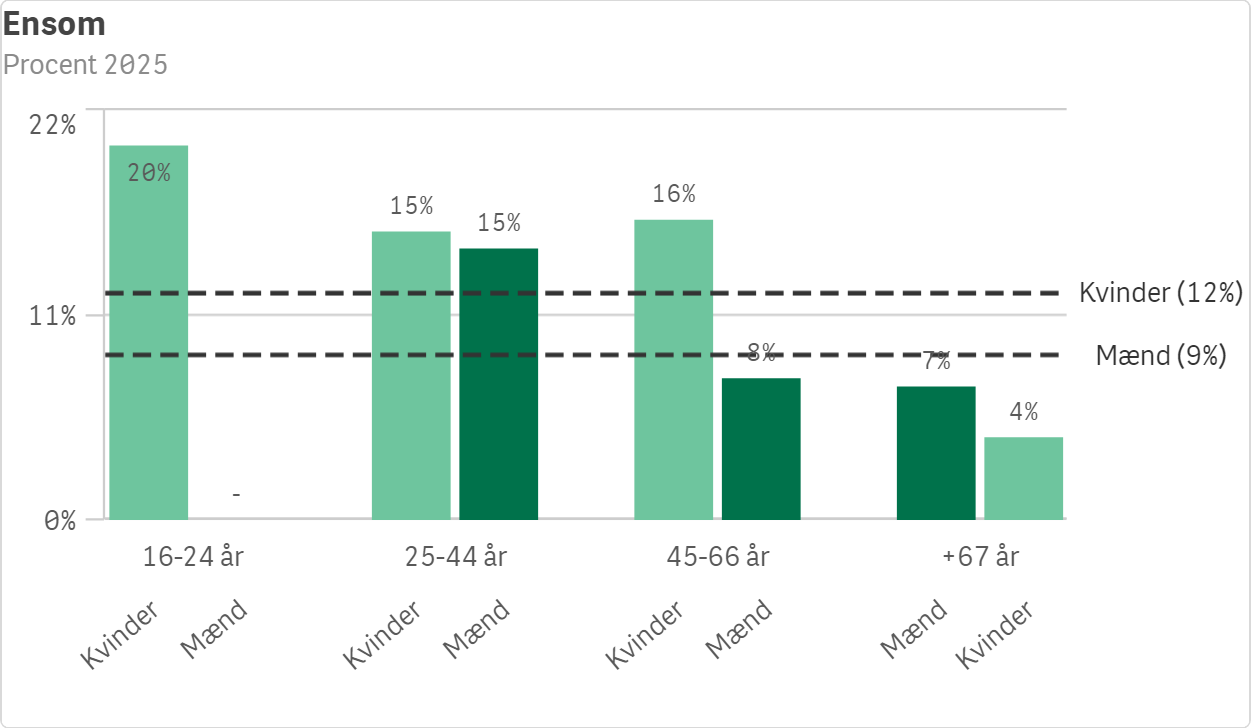 Ensom
Procent 2025
22%
20%
16%
15%
15%
Kvinder (12%)
11%
Mænd (9%)
8%
7%
4%
-
0%
16-24 år
25-44 år
45-66 år
+67 år
Kvinder
Mænd
Kvinder
Mænd
Kvinder
Mænd
Mænd
Kvinder